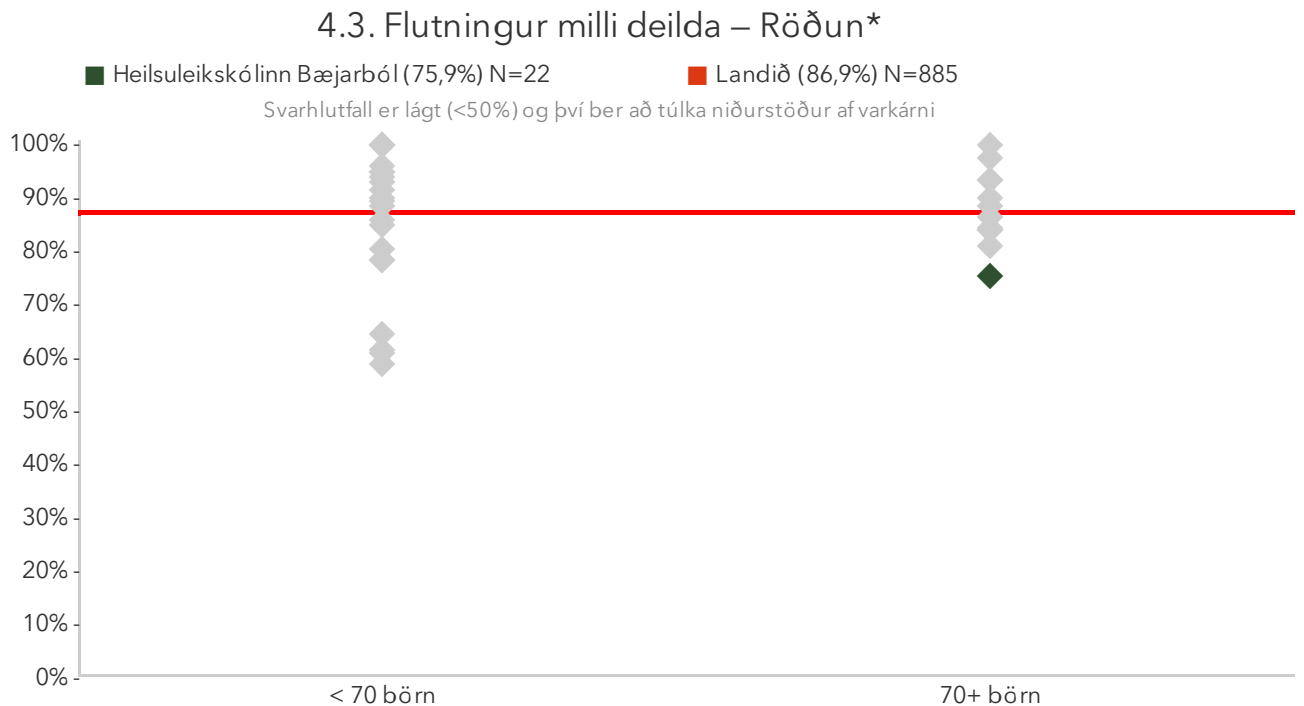 4.3. Flutningur milli deilda – Röðun*
Heilsuleikskólinn Bæjarból (75,9%) N=22
Landið (86,9%) N=885
Svarhlutfall er lágt (<50%) og því ber að túlka niðurstöður af varkárni
100%
90%
80%
70%
60%
50%
40%
30%
20%
10%
0%
< 70 börn
70+ börn